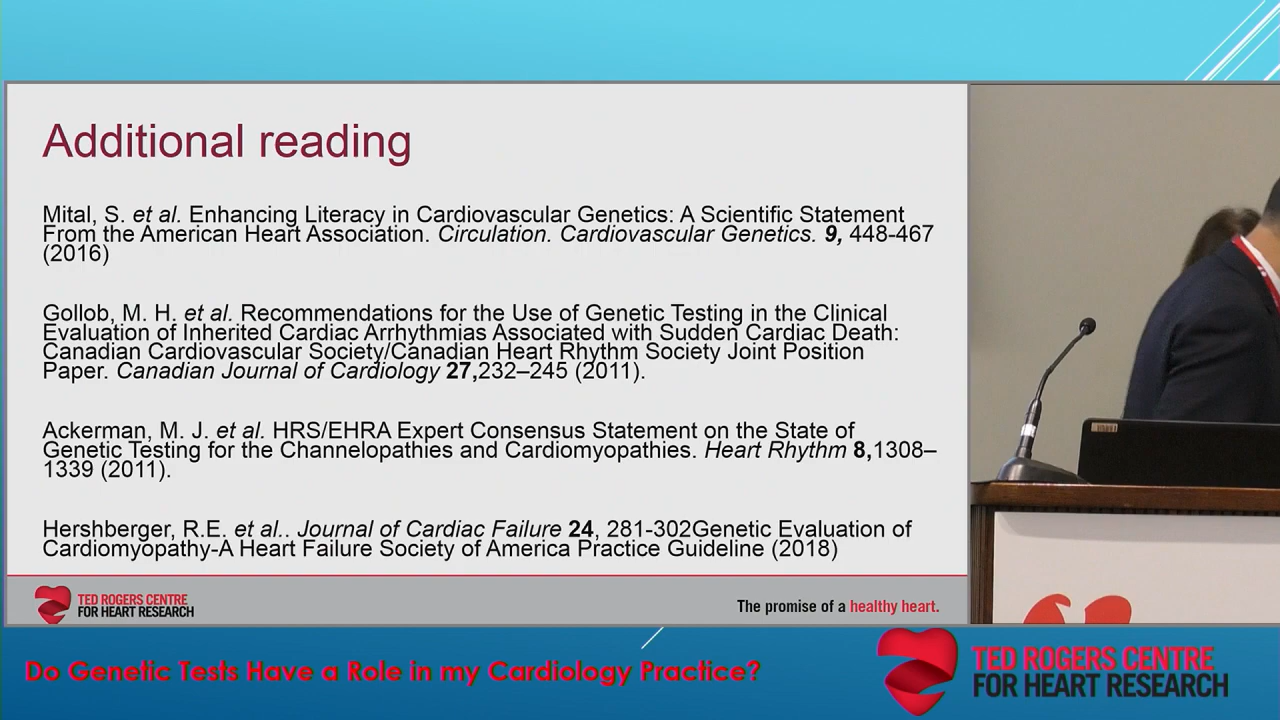 Additional reading
Mital, S. et al. Enhancing Literacy in Cardiovascular Genetics: A Scientific Statement
From the American Heart Association. Circulation. Cardiovascular Genetics. 9, 448-467
(2016)
Gollob, M. H. et al. Recommendations for the Use of Genetic Testing in the Clinical
Evaluation of Inherited Cardiac Arrhythmias Associated with Sudden Cardiac Death:
Canadian Cardiovascular Society/Canadian Heart Rhythm Society Joint Position
Paper. Canadian Journal of Cardiology 27,232–245 (2011).
Ackerman, M. J. et al. HRS/EHRA Expert Consensus Statement on the State of
Genetic Testing for the Channelopathies and Cardiomyopathies. Heart Rhythm 8,1308–
1339 (2011).
Hershberger, R.E. et al.. Journal of Cardiac Failure 24, 281-302Genetic Evaluation of
Cardiomyopathy-A Heart Failure Society of America Practice Guideline (2018)
TED ROGERS CENTRE
FOR HEART RESEARCH
The promise of a healthy heart.
Do Genetic Tests Have a Role in my Cardiology Practice?
TED ROGERS CENTRE
FOR HEART RESEARCH